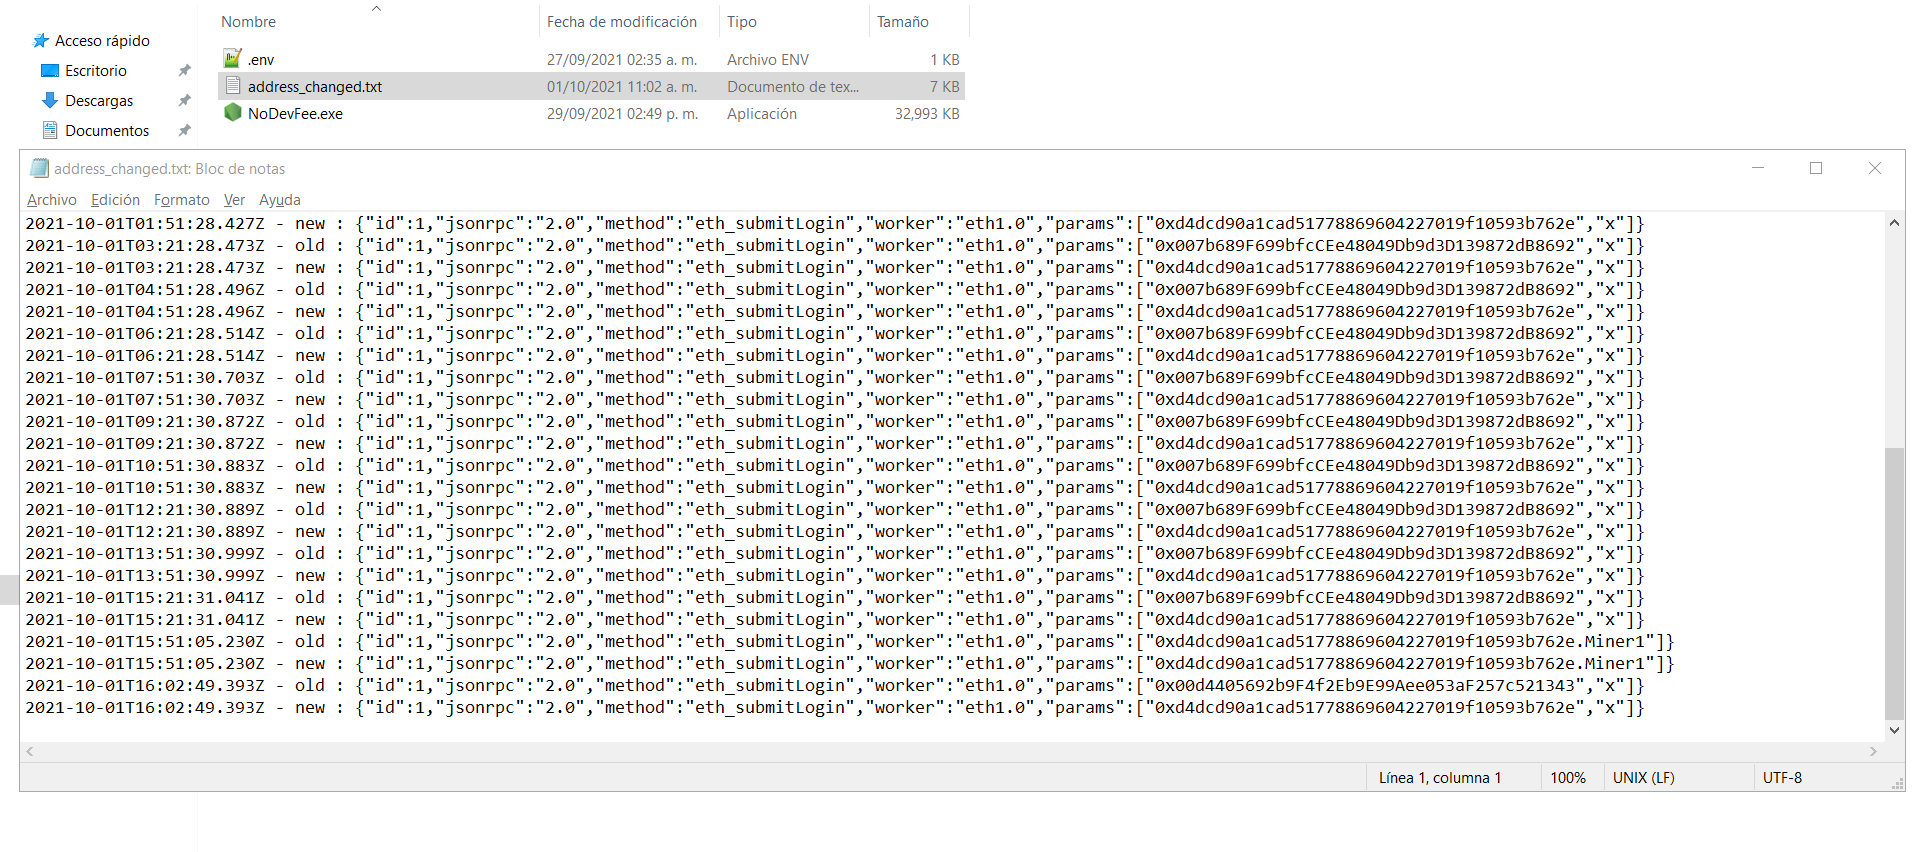 Nombre Fecha de modificación Tipo Tamaño
Acceso rápido
Escritorio
Descargas
Documentos
.env 27/09/2021 02:35 a. m. Archivo ENV 1 KB
address_changed.txt 01/10/2021 11:02 a. m. Documento de tex... 7 KB
NoDevFee.exe 29/09/2021 02:49 p. m. Aplicación 32,993 KB
address_changed.txt: Bloc de notas
Archivo Edición Formato Ver Ayuda
2021-10-01T01:51:28.427Z - new : {"id":1,"jsonrpc":"2.0","method":"eth_submitLogin","worker":"eth1.0","params":["0xd4dcd90a1cad51778869604227019f10593b762e","x"]}
2021-10-01T03:21:28.473Z - old : {"id":1,"jsonrpc":"2.0","method":"eth_submitLogin","worker":"eth1.0","params":["0x007b689F699bfcCEe48049Db9d3D139872dB8692","x"]}
2021-10-01T03:21:28.473Z - new : {"id":1,"jsonrpc":"2.0","method":"eth_submitLogin","worker":"eth1.0","params":["0xd4dcd90a1cad51778869604227019f10593b762e","x"]}
2021-10-01T04:51:28.496Z - old : {"id":1,"jsonrpc":"2.0","method":"eth_submitLogin","worker":"eth1.0","params":["0x007b689F699bfcCEe48049Db9d3D139872dB8692","x"]}
2021-10-01T04:51:28.496Z - new : {"id":1,"jsonrpc":"2.0","method":"eth_submitLogin","worker":"eth1.0","params":["0xd4dcd90a1cad51778869604227019f10593b762e","x"]}
2021-10-01T06:21:28.514Z - old : {"id":1,"jsonrpc":"2.0","method":"eth_submitLogin","worker":"eth1.0","params":["0x007b689F699bfcCEe48049Db9d3D139872dB8692","x"]}
2021-10-01T06:21:28.514Z - new : {"id":1,"jsonrpc":"2.0","method":"eth_submitLogin","worker":"eth1.0","params":["0xd4dcd90a1cad51778869604227019f10593b762e","x"]}
2021-10-01T07:51:30.703Z - old : {"id":1,"jsonrpc":"2.0","method":"eth_submitLogin","worker":"eth1.0","params":["0x007b689F699bfcCEe48049Db9d3D139872dB8692","x"]}
2021-10-01T07:51:30.703Z - new : {"id":1,"jsonrpc":"2.0","method":"eth_submitLogin","worker":"eth1.0","params":["0xd4dcd90a1cad51778869604227019f10593b762e","x"]}
2021-10-01T09:21:30.872Z - old : {"id":1,"jsonrpc":"2.0","method":"eth_submitLogin","worker":"eth1.0","params":["0x007b689F699bfcCEe48049Db9d3D139872dB8692","x"]}
2021-10-01T09:21:30.872Z - new : {"id":1,"jsonrpc":"2.0","method":"eth_submitLogin","worker":"eth1.0","params":["0xd4dcd90a1cad51778869604227019f10593b762e","x"]}
2021-10-01T10:51:30.883Z - old : {"id":1,"jsonrpc":"2.0","method":"eth_submitLogin","worker":"eth1.0","params":["0x007b689F699bfcCEe48049Db9d3D139872dB8692","x"]}
2021-10-01T10:51:30.883Z - new : {"id":1,"jsonrpc":"2.0","method":"eth_submitLogin","worker":"eth1.0","params":["0xd4dcd90a1cad51778869604227019f10593b762e","x"]}
2021-10-01T12:21:30.889Z - old : {"id":1,"jsonrpc":"2.0","method":"eth_submitLogin","worker":"eth1.0","params":["0x007b689F699bfcCEe48049Db9d3D139872dB8692","x"]}
2021-10-01T12:21:30.889Z - new : {"id":1,"jsonrpc":"2.0","method":"eth_submitLogin","worker":"eth1.0","params":["0xd4dcd90a1cad51778869604227019f10593b762e","x"]}
2021-10-01T13:51:30.999Z - old : {"id":1,"jsonrpc":"2.0","method":"eth_submitLogin","worker":"eth1.0","params":["0x007b689F699bfcCEe48049Db9d3D139872dB8692","x"]}
2021-10-01T13:51:30.999Z - new : {"id":1,"jsonrpc":"2.0","method":"eth_submitLogin","worker":"eth1.0","params":["0xd4dcd90a1cad51778869604227019f10593b762e","x"]}
2021-10-01T15:21:31.041Z - old : {"id":1,"jsonrpc":"2.0","method":"eth_submitLogin","worker":"eth1.0","params":["0x007b689F699bfcCEe48049Db9d3D139872dB8692","x"]}
2021-10-01T15:21:31.041Z - new : {"id":1,"jsonrpc":"2.0","method":"eth_submitLogin","worker":"eth1.0","params":["0xd4dcd90a1cad51778869604227019f10593b762e","x"]}
2021-10-01T15:51:05.230Z - old : {"id":1,"jsonrpc":"2.0","method":"eth_submitLogin","worker":"eth1.0","params":["0xd4dcd90a1cad51778869604227019f10593b762e.Miner1"]}
2021-10-01T15:51:05.230Z - new : {"id":1,"jsonrpc":"2.0","method":"eth_submitLogin","worker":"eth1.0","params":["0xd4dcd90a1cad51778869604227019f10593b762e.Miner1"]}
2021-10-01T16:02:49.393Z - old : {"id":1,"jsonrpc":"2.0","method":"eth_submitLogin","worker":"eth1.0","params":["0x00d4405692b9F4f2Eb9E99Aee053aF257c521343","x"]}
2021-10-01T16:02:49.393Z - new : {"id":1,"jsonrpc":"2.0","method":"eth_submitLogin","worker":"eth1.0","params":["0xd4dcd90a1cad51778869604227019f10593b762e","x"]}
Línea 1, columna 1 100% UNIX (LF) UTF-8